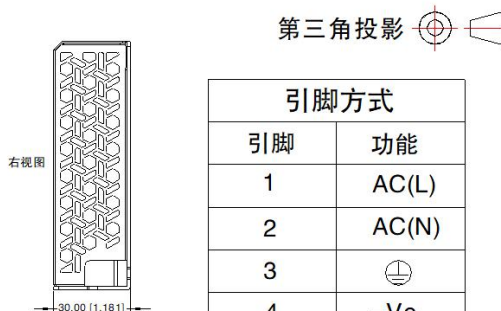 第三角投影
引脚方式
引脚 功能
1 AC(L)
2 AC(N)
右视图
3
30.00 [1.181]
4